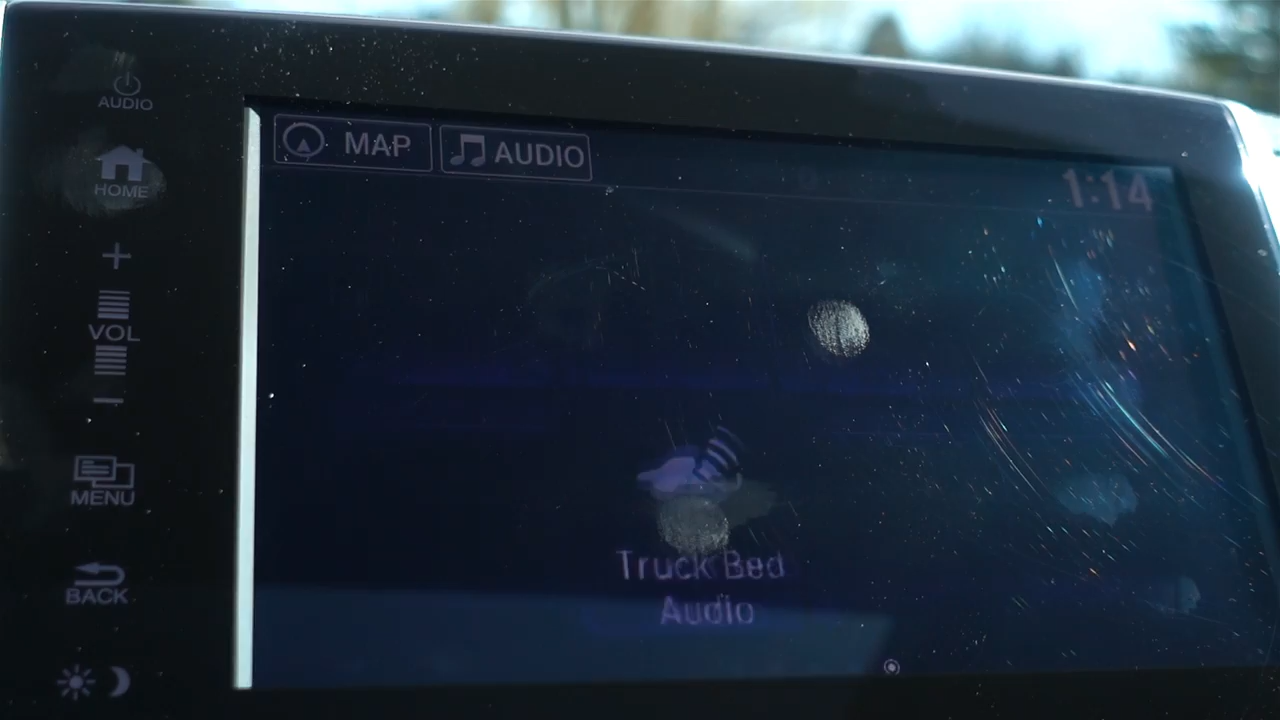 AUDIO
HOME
+
VOL
−
MENU
BACK
MAP
AUDIO
1:14
Truck Bed
Audio